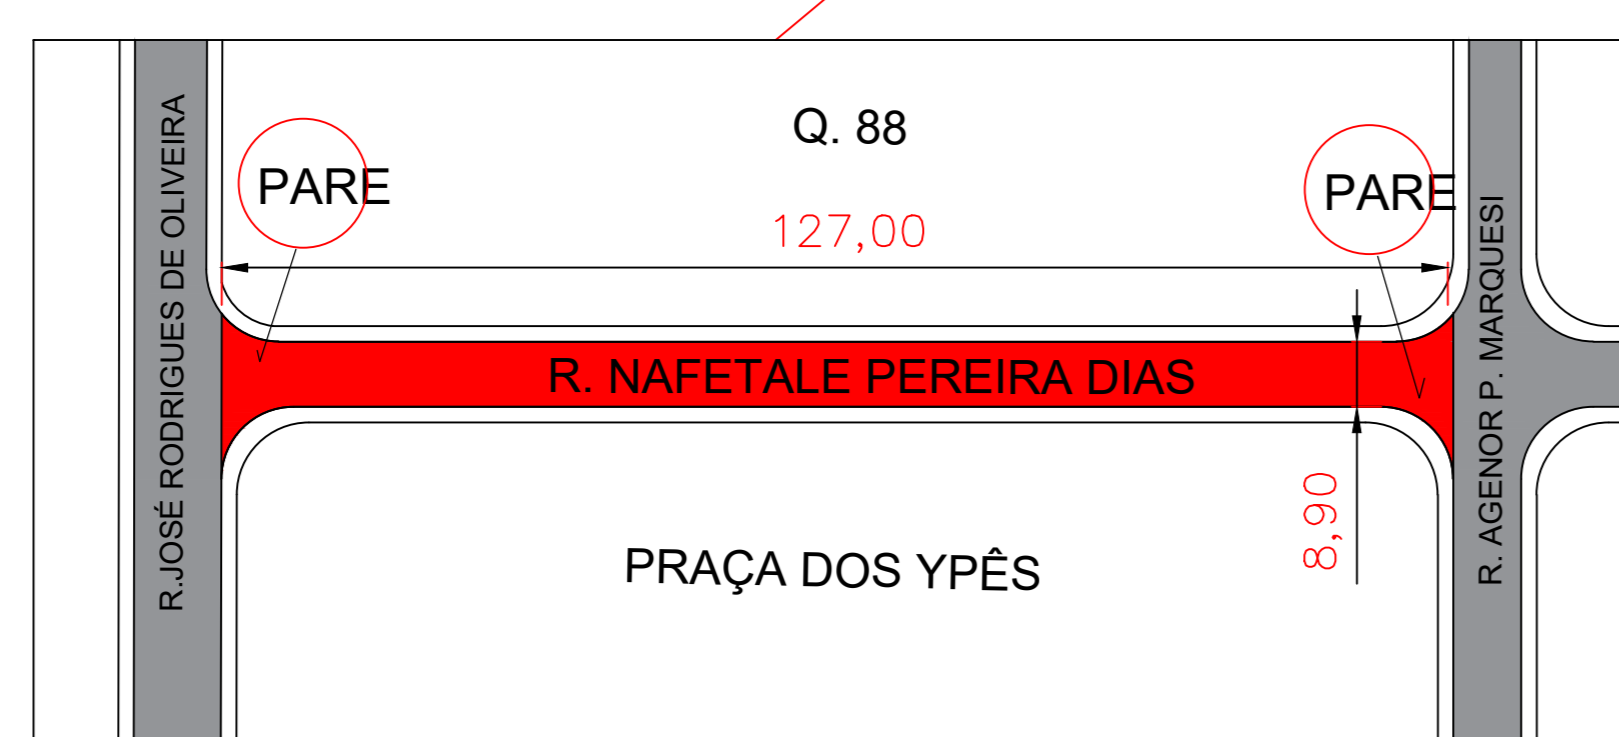 Q. 88
PARE
PARE
127,00
R.JOSÉ RODRIGUES DE OLIVEIRA
R. NAFETALE PEREIRA DIAS
R. AGENOR P. MARQUESI
8,90
PRAÇA DOS YPÊS